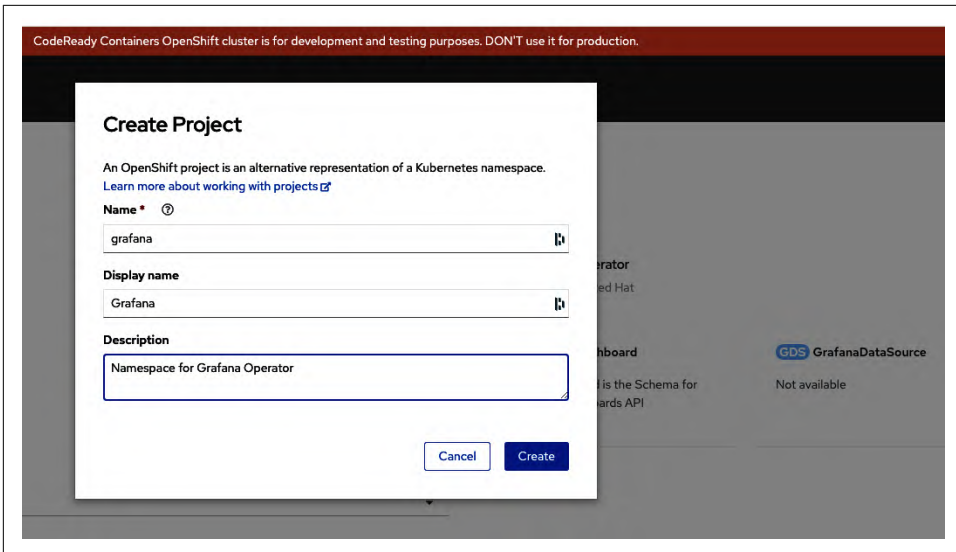 CodeReady Containers OpenShift cluster is for development and testing purposes. DON'T use it for production.
Create Project
An OpenShift project is an alternative representation of a Kubernetes namespace.
Learn more about working with projects
Name *
grafana
Display name
Grafana
Description
Namespace for Grafana Operator
Cancel
Create
erator
ed Hat
hboard
is the Schema for
ards API
GDS GrafanaDataSource
Not available